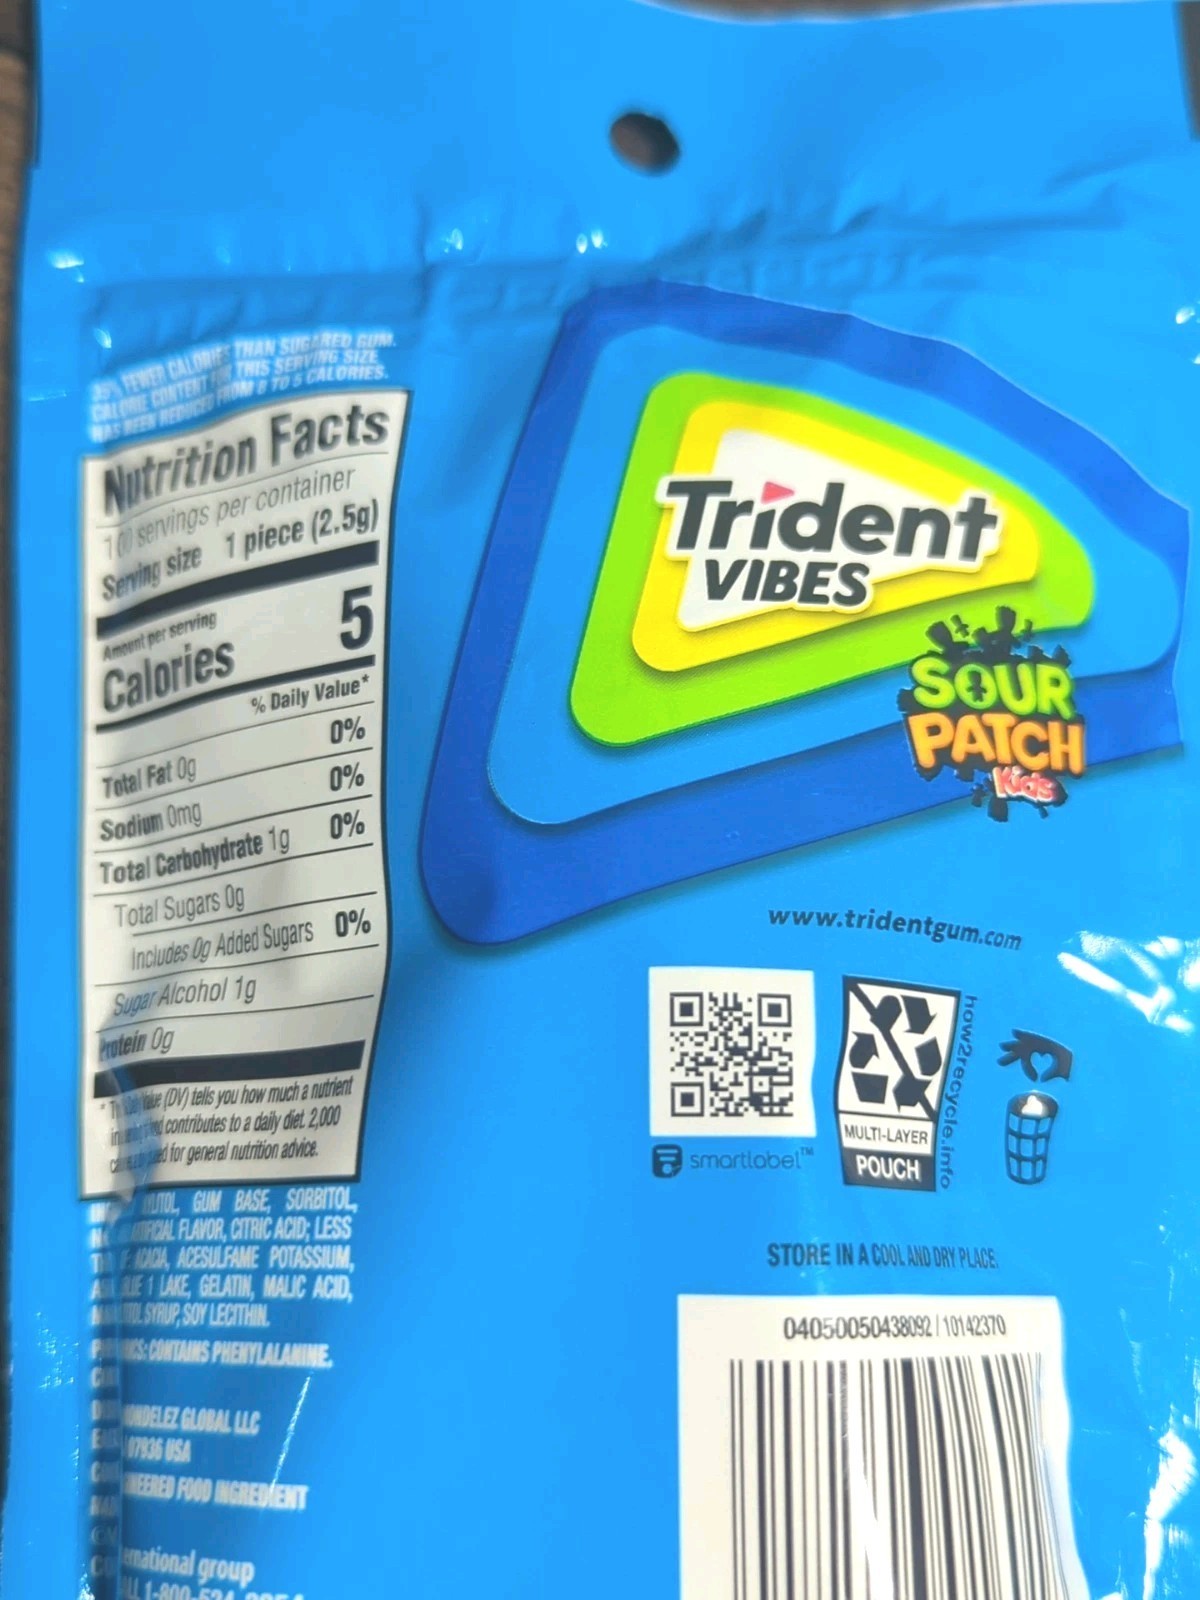 35% FEWER CALORIES THAN SUGARED GUM.
CALORIE CONTENT FOR THIS SERVING SIZE
HAS BEEN REDUCED FROM 8 TO 5 CALORIES.
Nutrition Facts
100 servings per container
Serving size 1 piece (2.5g)
Amount per serving
Calories 5
% Daily Value*
Total Fat 0g 0%
Sodium 0mg 0%
Total Carbohydrate 1g 0%
Total Sugars 0g
Includes 0g Added Sugars 0%
Sugar Alcohol 1g
Protein 0g
* (DV) tells you how much a nutrient
contributes to a daily diet. 2,000
for general nutrition advice.
GUM BASE, SORBITOL,
FLAVOR, CITRIC ACID; LESS
ACACIA, ACESULFAME POTASSIUM,
1 LAKE, GELATIN, MALIC ACID,
SYRUP, SOY LECITHIN.
CONTAINS PHENYLALANINE.
GLOBAL LLC
07936 USA
FOOD INGREDIENT
group
Trident
VIBES
SOUR
PATCH
Kids
www.tridentgum.com
smartlabel™
MULTI-LAYER
POUCH
how2recycle.info
STORE IN A COOL AND DRY PLACE.
04050050438092 | 10142370